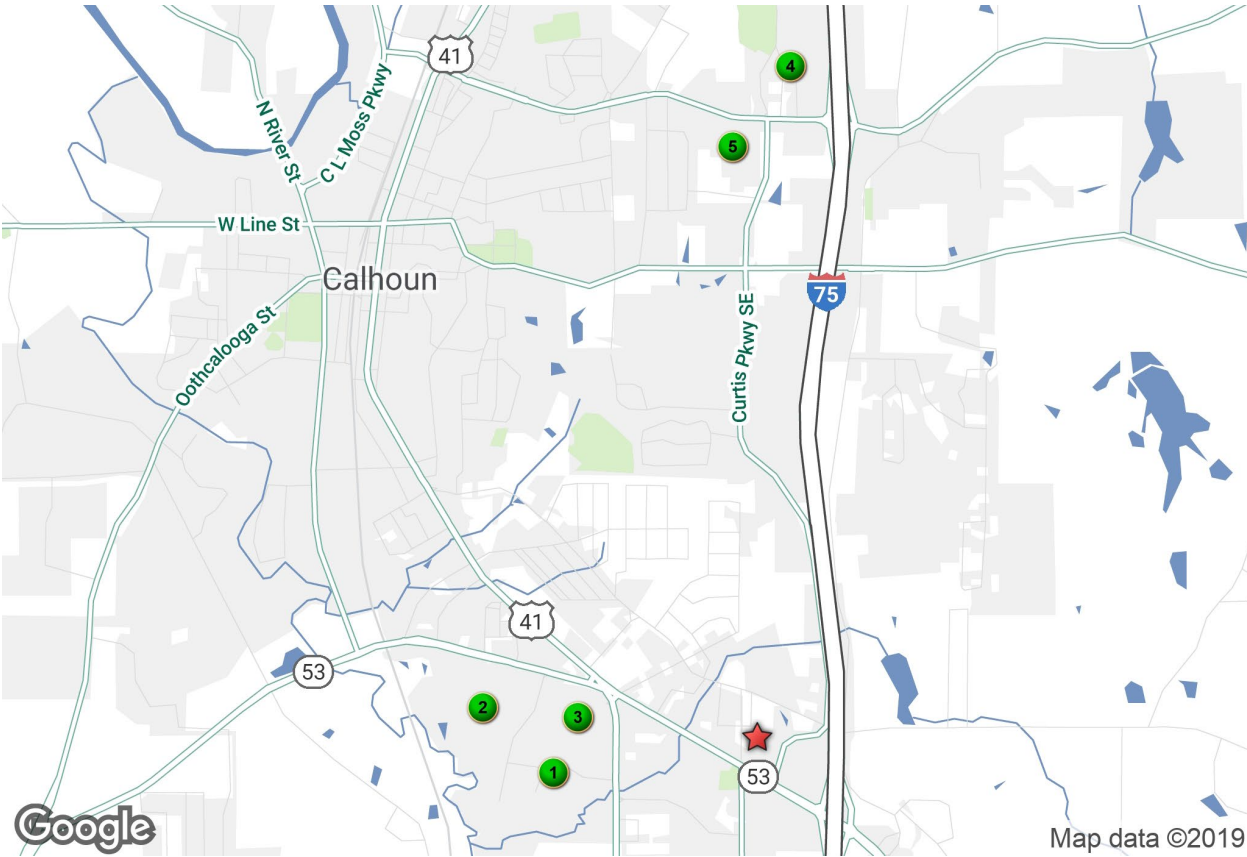 41
4
N River St
C L Moss Pkwy
5
W Line St
Calhoun
75
Oothcalooga St
Curtis Pkwy SE
41
53
2
3
1
53
Google
Map data ©2019